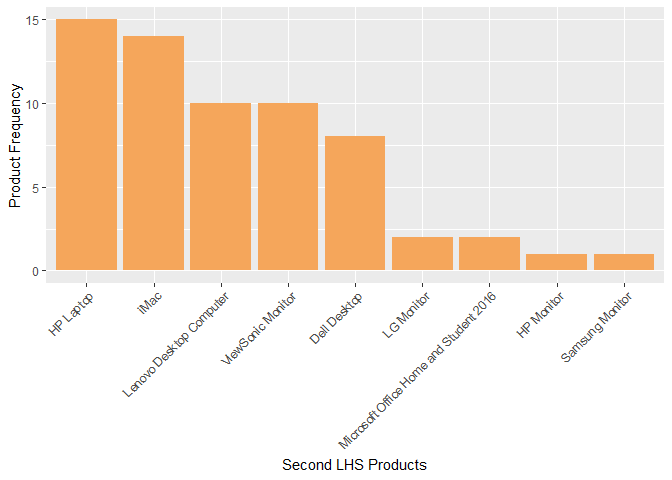 15
10
5
0
Product Frequency
HP Laptop
iMac
Lenovo Desktop Computer
ViewSonic Monitor
Dell Desktop
LG Monitor
Microsoft Office Home and Student 2016
HP Monitor
Samsung Monitor
Second LHS Products